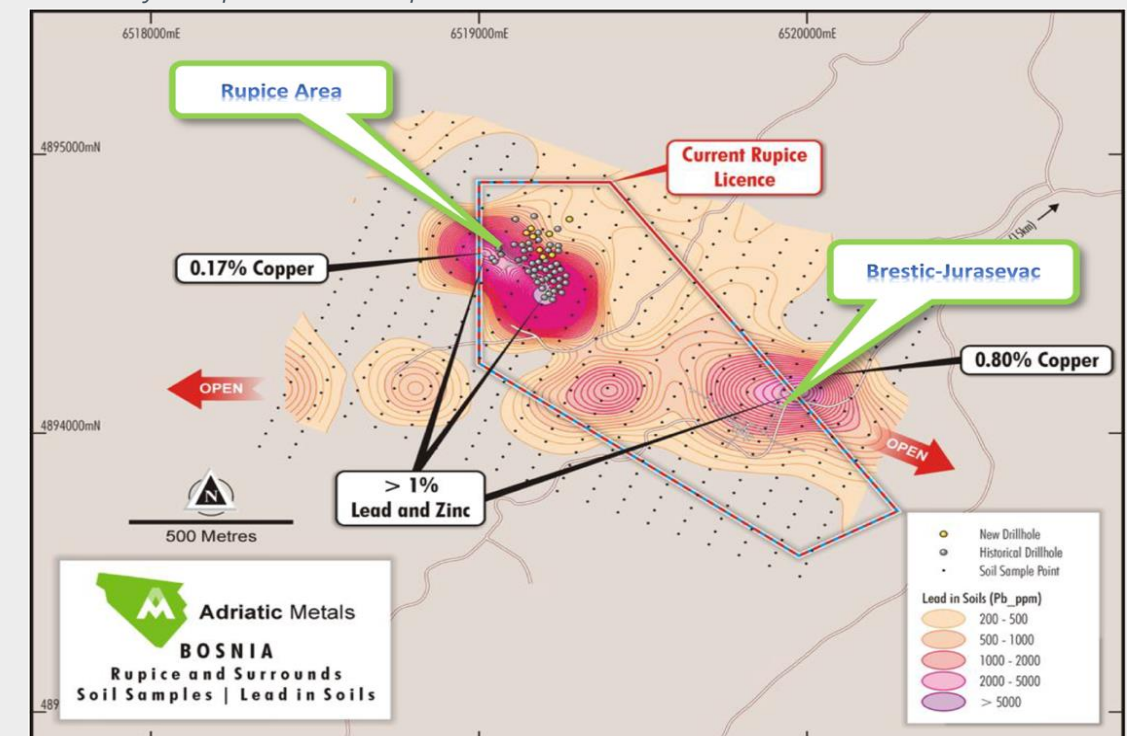 6518000mE
6519000mE
6520000mE
Rupice Area
4895000mN
Current Rupice
Licence
(15km)
0.17% Copper
Brestic-Jurasevac
0.80% Copper
OPEN
4894000mN
OPEN
> 1%
Lead and Zinc
N
500 Metres
New Drillhole
Historical Drillhole
Soil Sample Point
Lead in Soils (Pb_ppm)
200 - 500
500 - 1000
1000 - 2000
2000 - 5000
> 5000
Adriatic Metals
BOSNIA
Rupice and Surrounds
Soil Samples | Lead in Soils